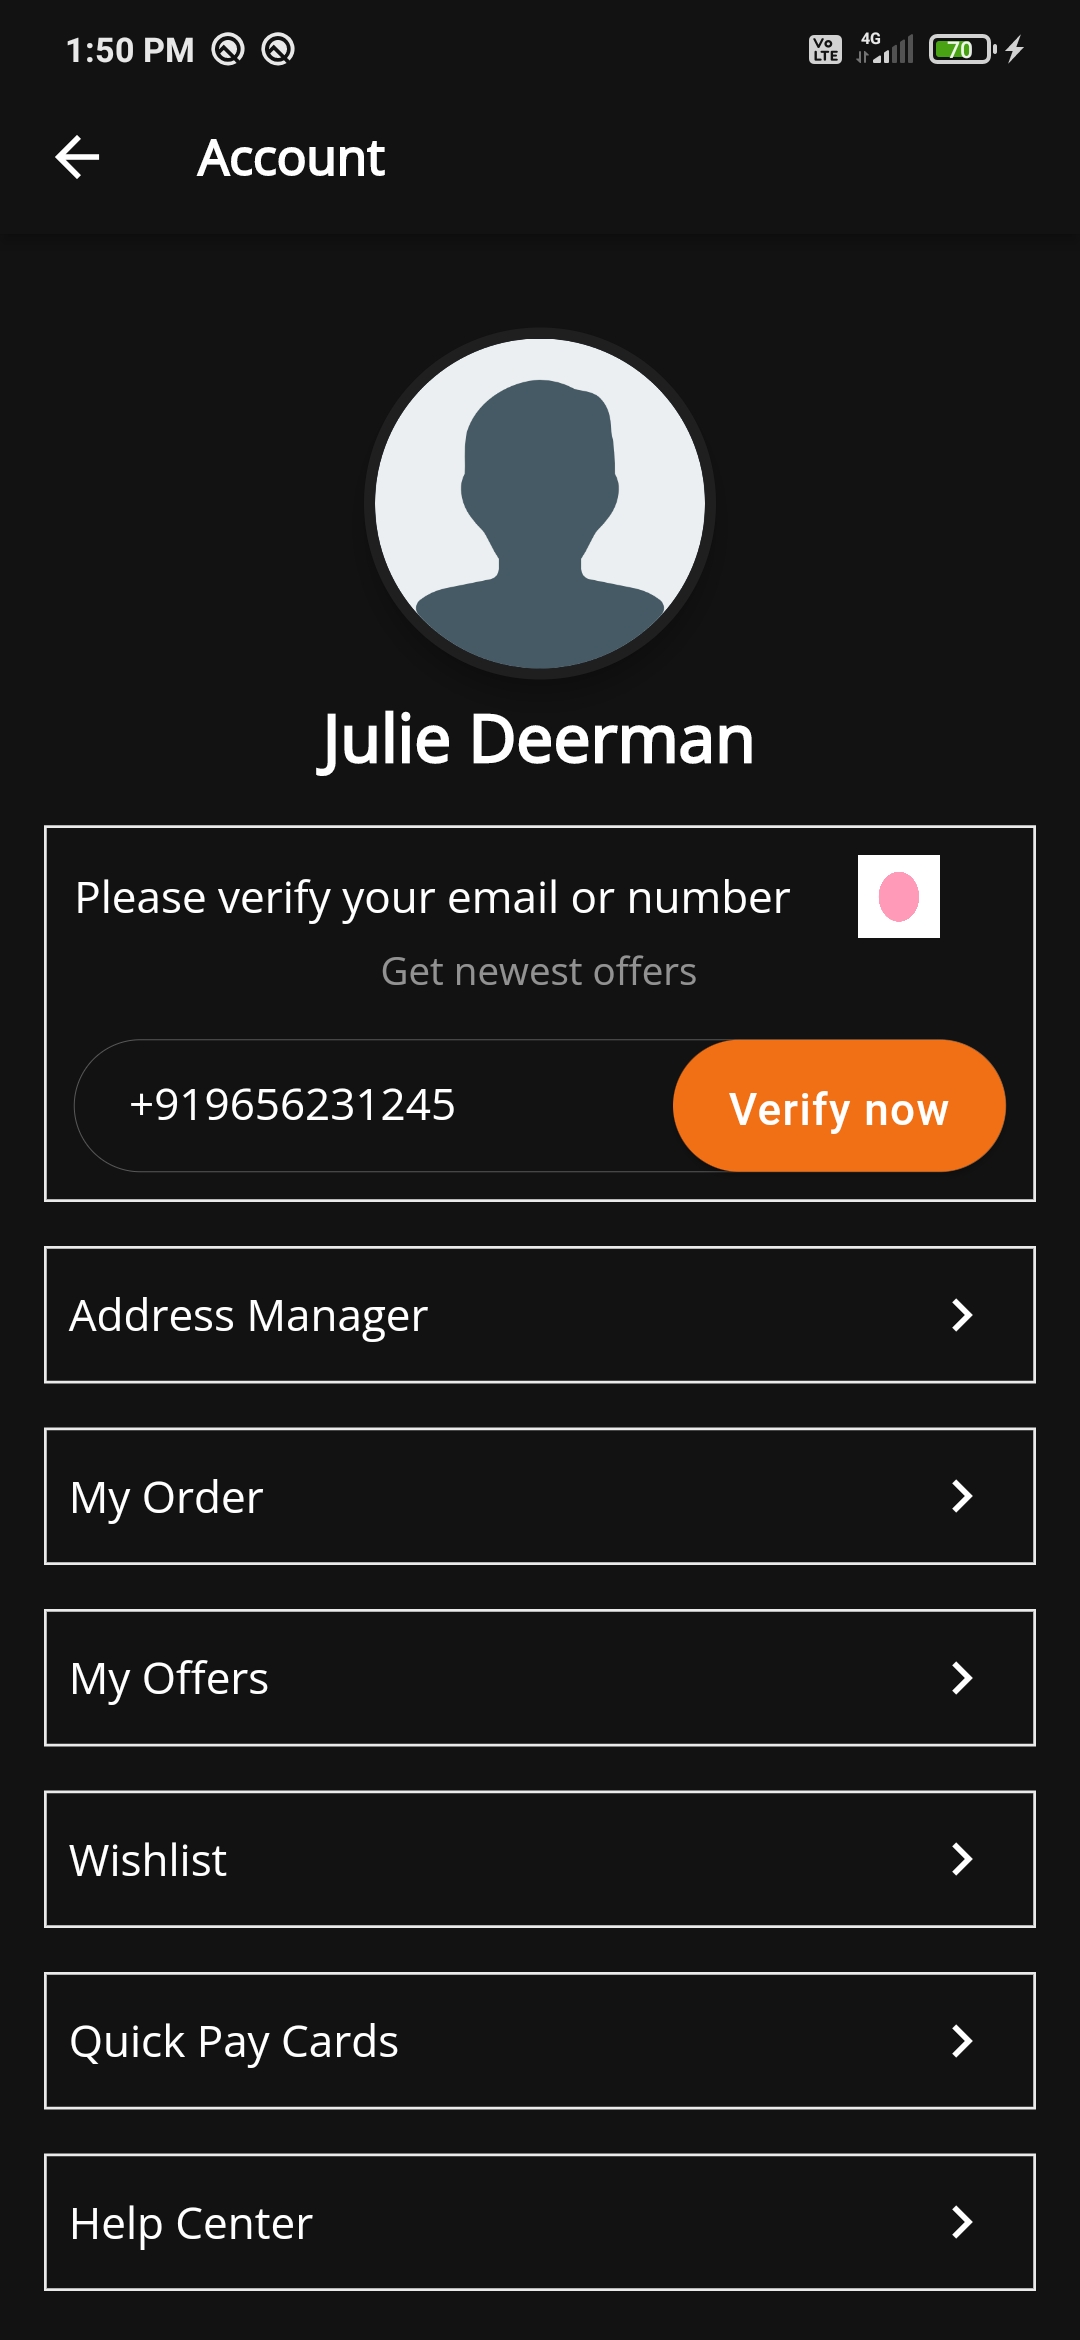 1:50 PM
Vo LTE 4G 70
Account
Julie Deerman
Please verify your email or number
Get newest offers
+919656231245 Verify now
Address Manager
My Order
My Offers
Wishlist
Quick Pay Cards
Help Center